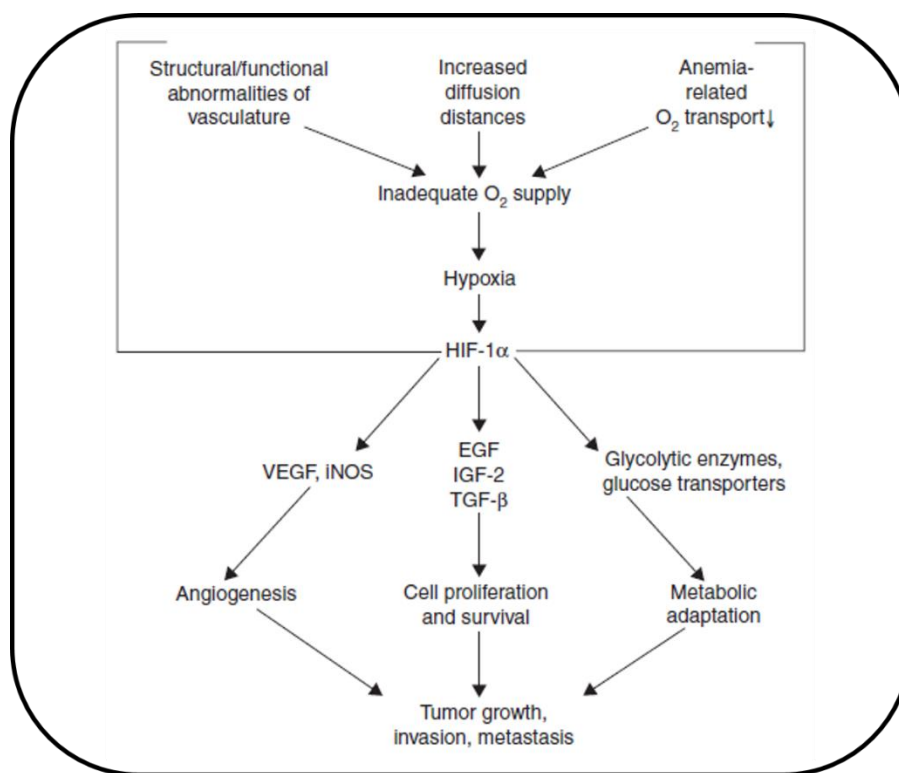 Structural/functional
abnormalities of
vasculature
Increased
diffusion
distances
Anemia-
related
O₂ transport↓
Inadequate O₂ supply
Hypoxia
HIF-1α
VEGF, iNOS
EGF
IGF-2
TGF-β
Glycolytic enzymes,
glucose transporters
Angiogenesis
Cell proliferation
and survival
Metabolic
adaptation
Tumor growth,
invasion, metastasis